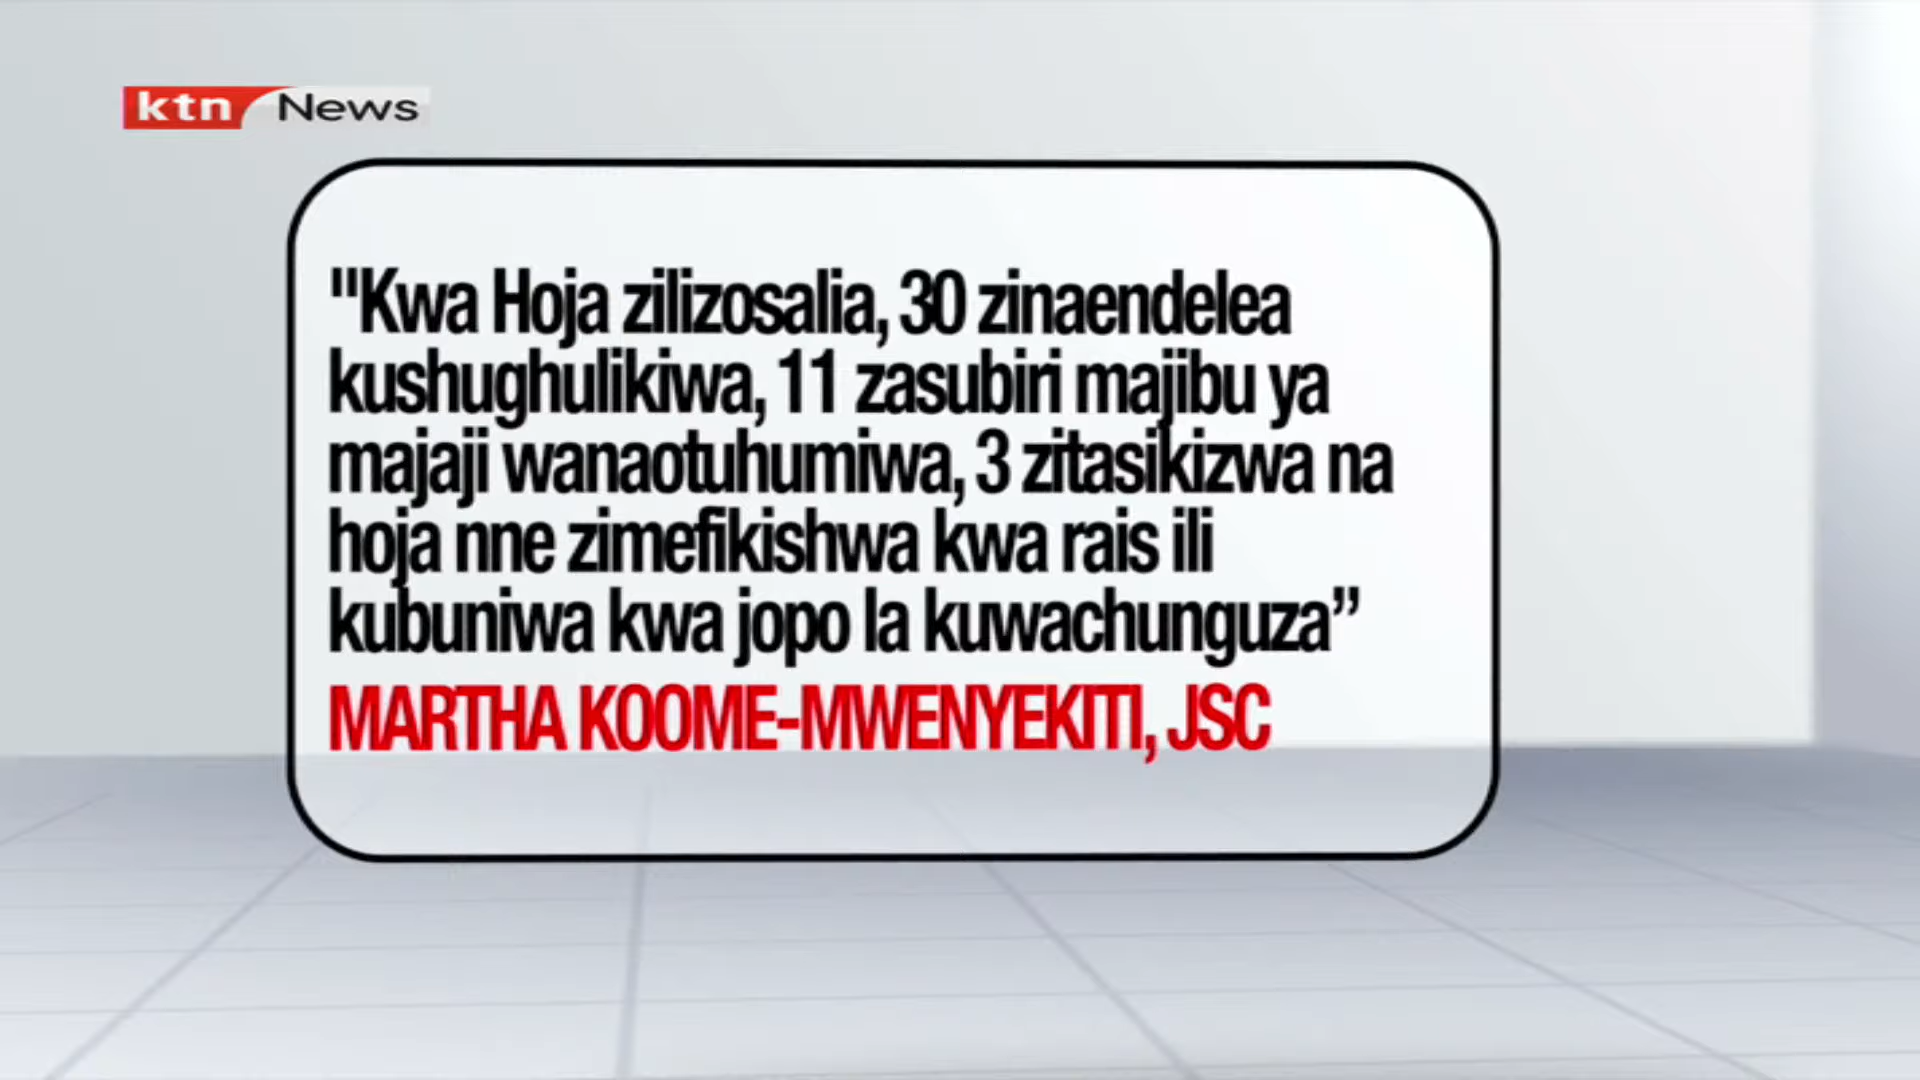 ktn News
"Kwa Hoja zilizosalia, 30 zinaendelea
kushughulikiwa, 11 zasubiri majibu ya
majaji wanaotuhumiwa, 3 zitasikizwa na
hoja nne zimefikishwa kwa rais ili
kubuniwa kwa jopo la kuwachunguza”
MARTHA KOOME-MWENYEKITI, JSC